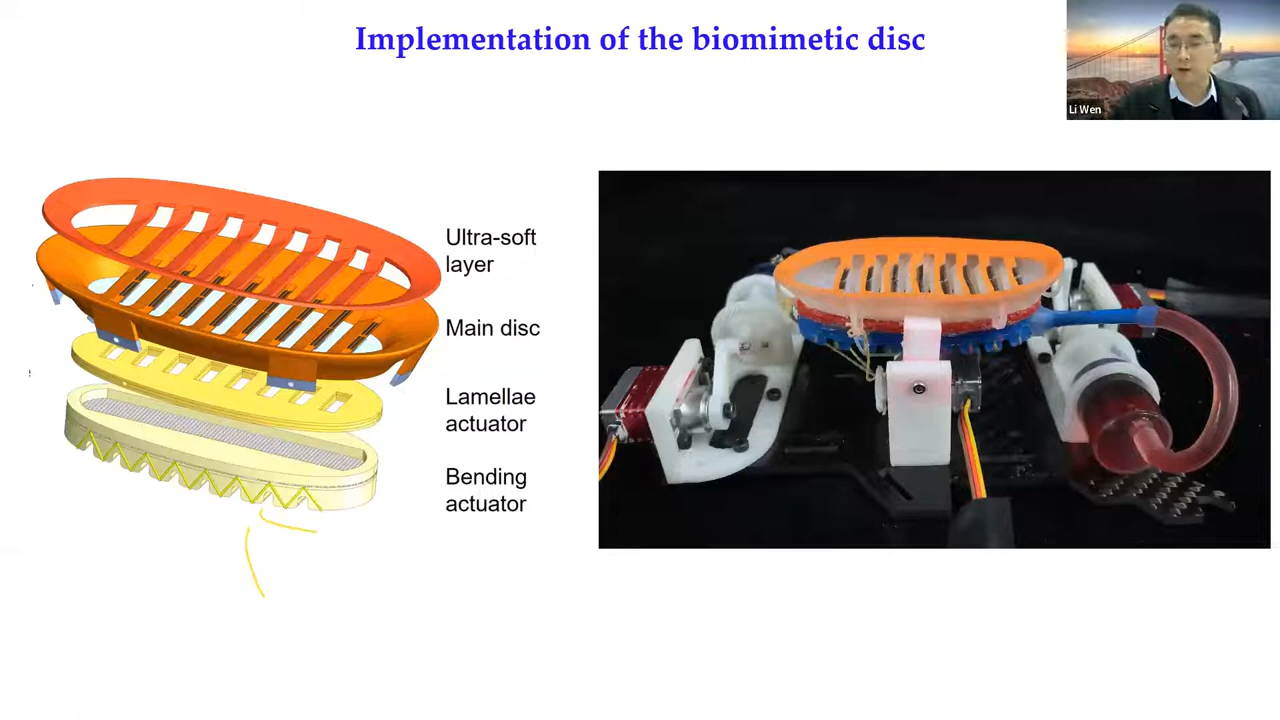 Implementation of the biomimetic disc
Li Wen
Ultra-soft
layer
Main disc
Lamellae
actuator
Bending
actuator